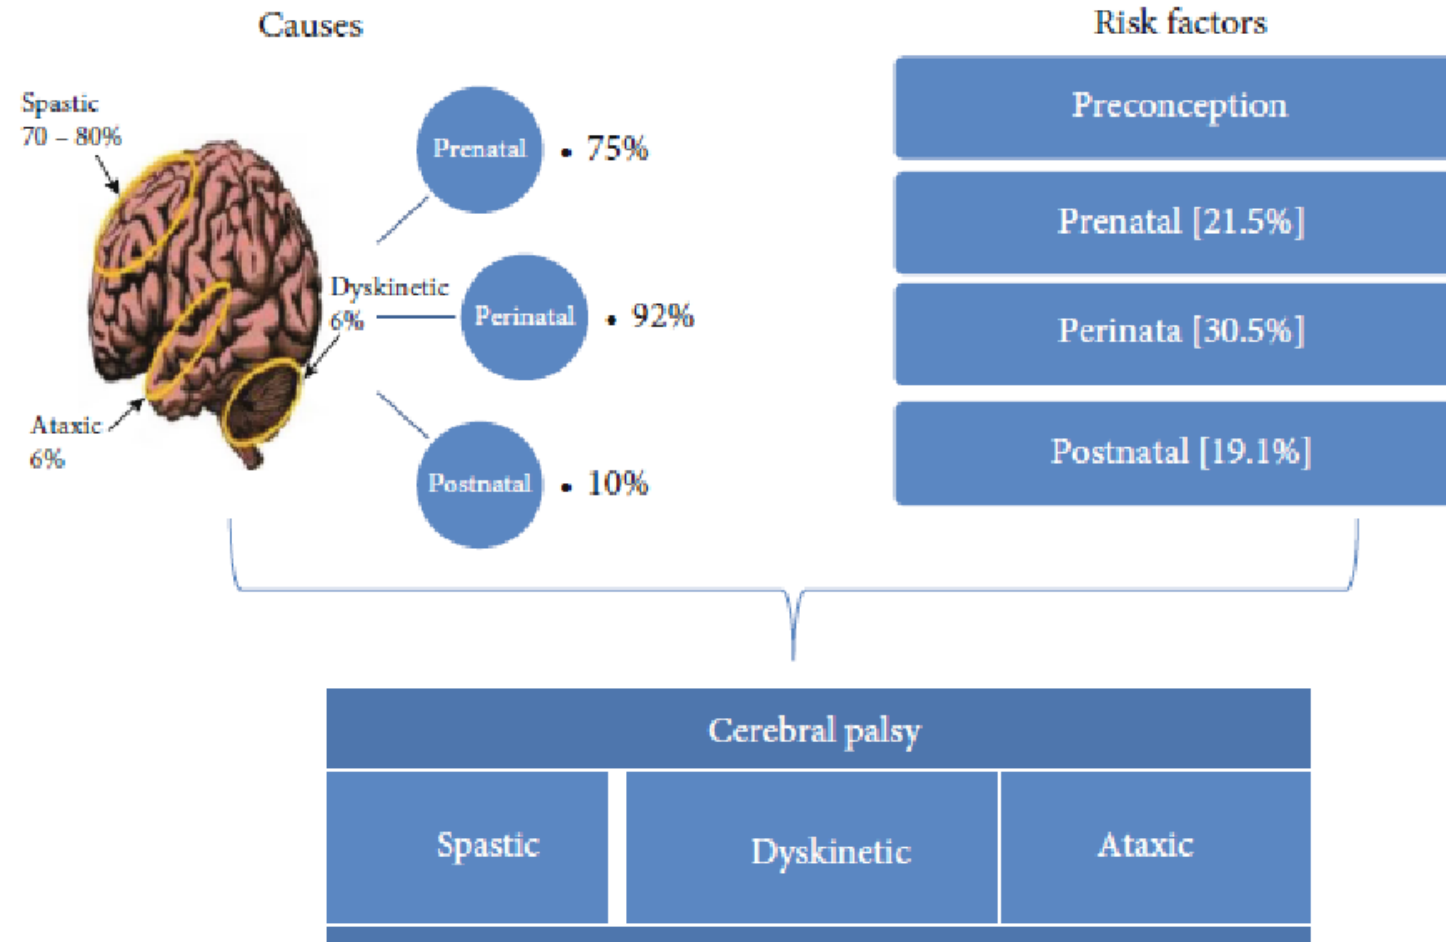 Causes
Spastic
70 – 80%
Dyskinetic
6%
Ataxic
6%
Prenatal
• 75%
Perinatal
• 92%
Postnatal
• 10%
Risk factors
Preconception
Prenatal [21.5%]
Perinata [30.5%]
Postnatal [19.1%]
Cerebral palsy
Spastic
Dyskinetic
Ataxic